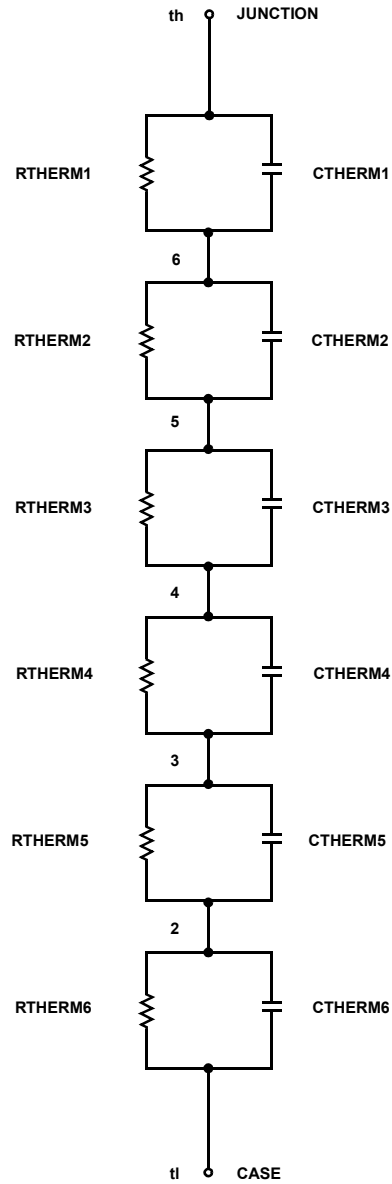 th JUNCTION
RTHERM1 CTHERM1
6
RTHERM2 CTHERM2
5
RTHERM3 CTHERM3
4
RTHERM4 CTHERM4
3
RTHERM5 CTHERM5
2
RTHERM6 CTHERM6
tl CASE